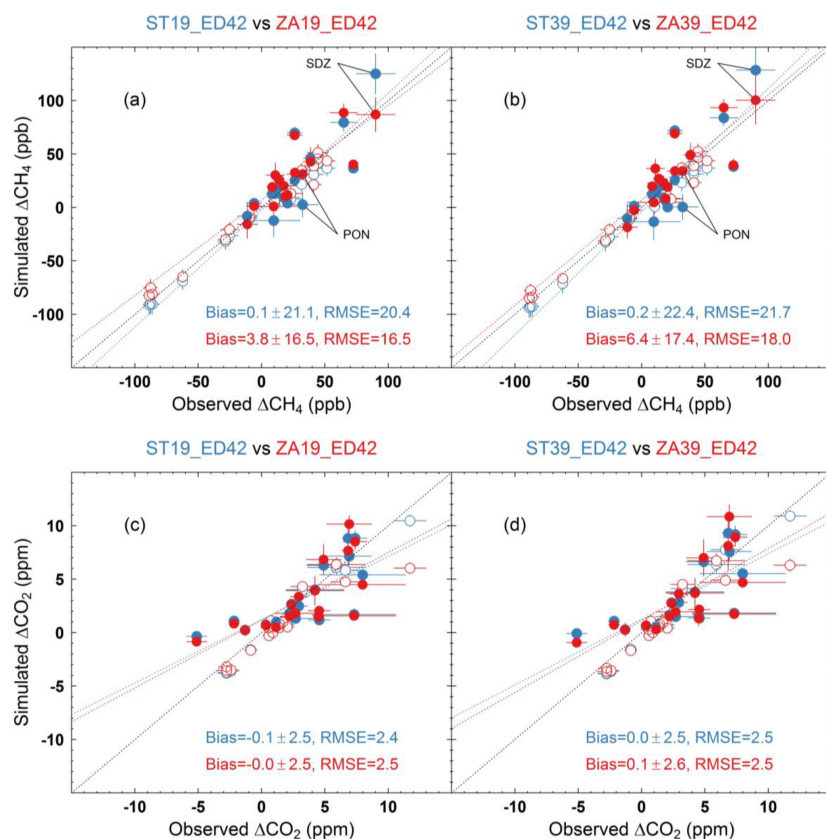 ST19_ED42 vs ZA19_ED42
ST39_ED42 vs ZA39_ED42
Simulated ΔCH₄ (ppb)
100
50
0
-50
-100
(a)
SDZ
PON
Bias=0.1 ± 21.1, RMSE=20.4
Bias=3.8 ± 16.5, RMSE=16.5
-100 -50 0 50 100
Observed ΔCH₄ (ppb)
(b)
SDZ
PON
Bias=0.2 ± 22.4, RMSE=21.7
Bias=6.4 ± 17.4, RMSE=18.0
-100 -50 0 50 100
Observed ΔCH₄ (ppb)
ST19_ED42 vs ZA19_ED42
ST39_ED42 vs ZA39_ED42
Simulated ΔCO₂ (ppm)
10
5
0
-5
-10
(c)
Bias=-0.1 ± 2.5, RMSE=2.4
Bias=-0.0 ± 2.5, RMSE=2.5
-10 -5 0 5 10
Observed ΔCO₂ (ppm)
(d)
Bias=0.0 ± 2.5, RMSE=2.5
Bias=0.1 ± 2.6, RMSE=2.5
-10 -5 0 5 10
Observed ΔCO₂ (ppm)